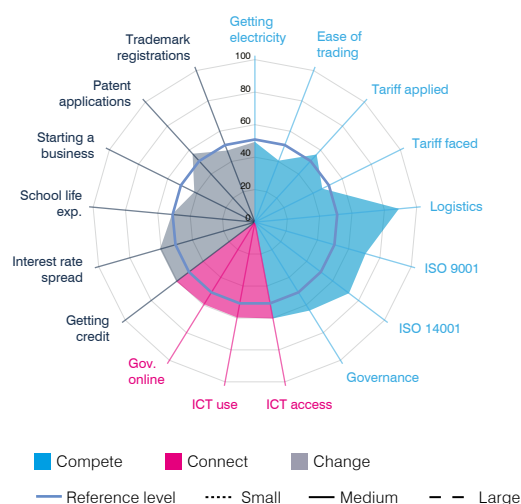 Getting
electricity
Ease of
trading
Tariff applied
Tariff faced
Logistics
ISO 9001
ISO 14001
Governance
ICT access
ICT use
Gov.
online
Getting
credit
Interest rate
spread
School life
exp.
Starting a
business
Patent
applications
Trademark
registrations
100
80
60
40
20
0
Compete
Connect
Change
Reference level
Small
Medium
Large